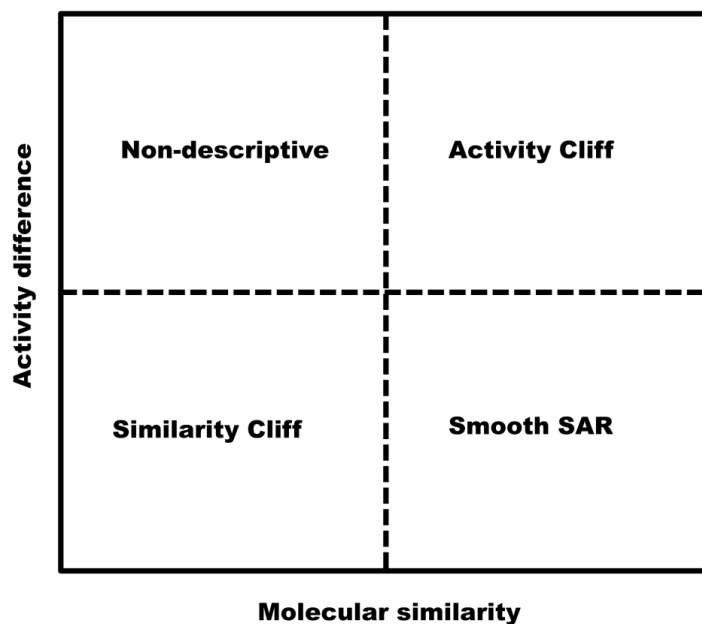 Non-descriptive
Activity Cliff
Activity difference
Similarity Cliff
Smooth SAR
Molecular similarity